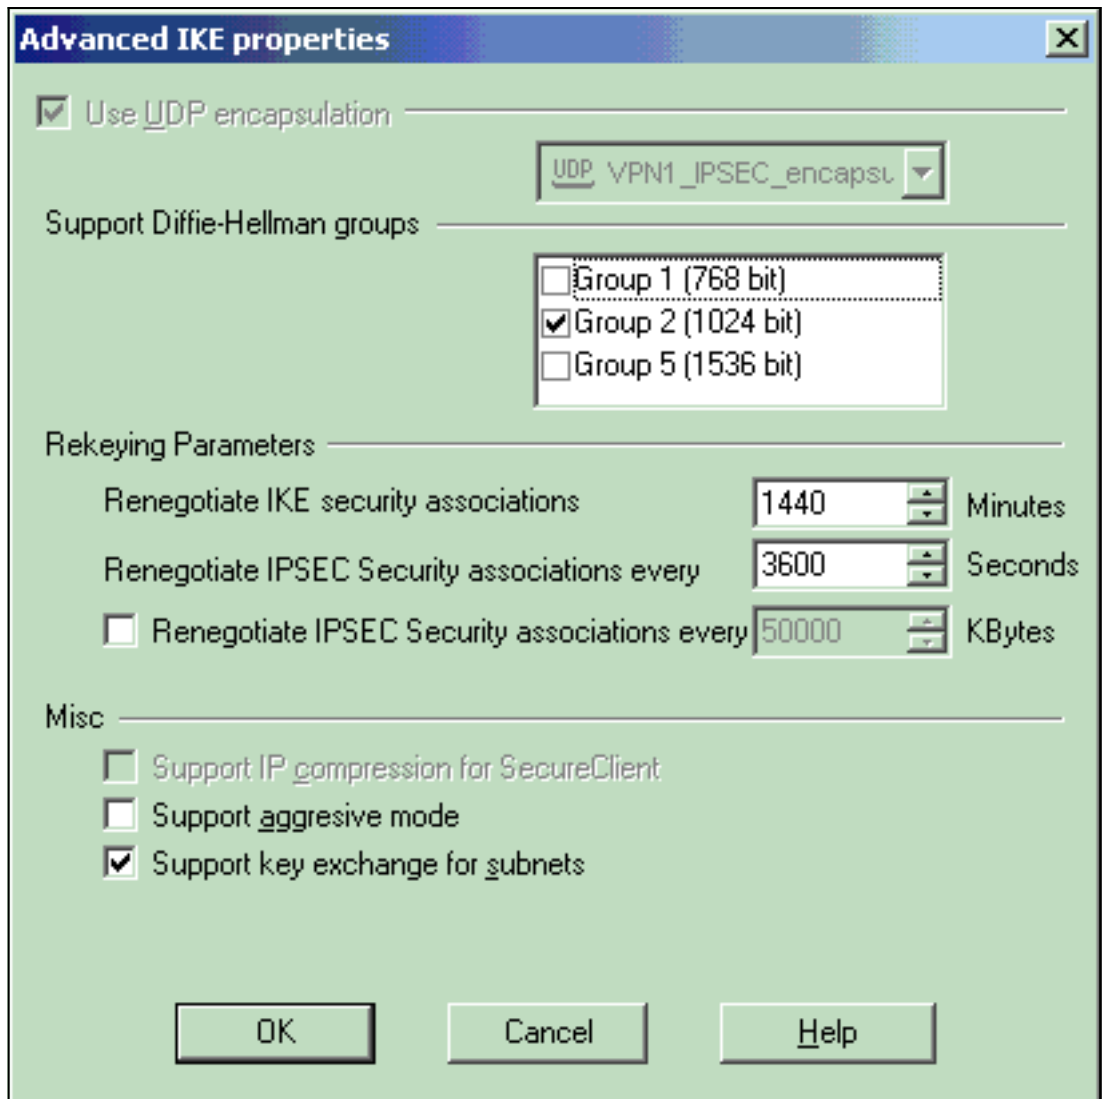 Advanced IKE properties
Use UDP encapsulation
UDP VPN1_IPSEC_encapsu
Support Diffie-Hellman groups
Group 1 (768 bit)
Group 2 (1024 bit)
Group 5 (1536 bit)
Rekeying Parameters
Renegotiate IKE security associations 1440 Minutes
Renegotiate IPSEC Security associations every 3600 Seconds
Renegotiate IPSEC Security associations every 50000 KBytes
Misc
Support IP compression for SecureClient
Support aggresive mode
Support key exchange for subnets
OK Cancel Help